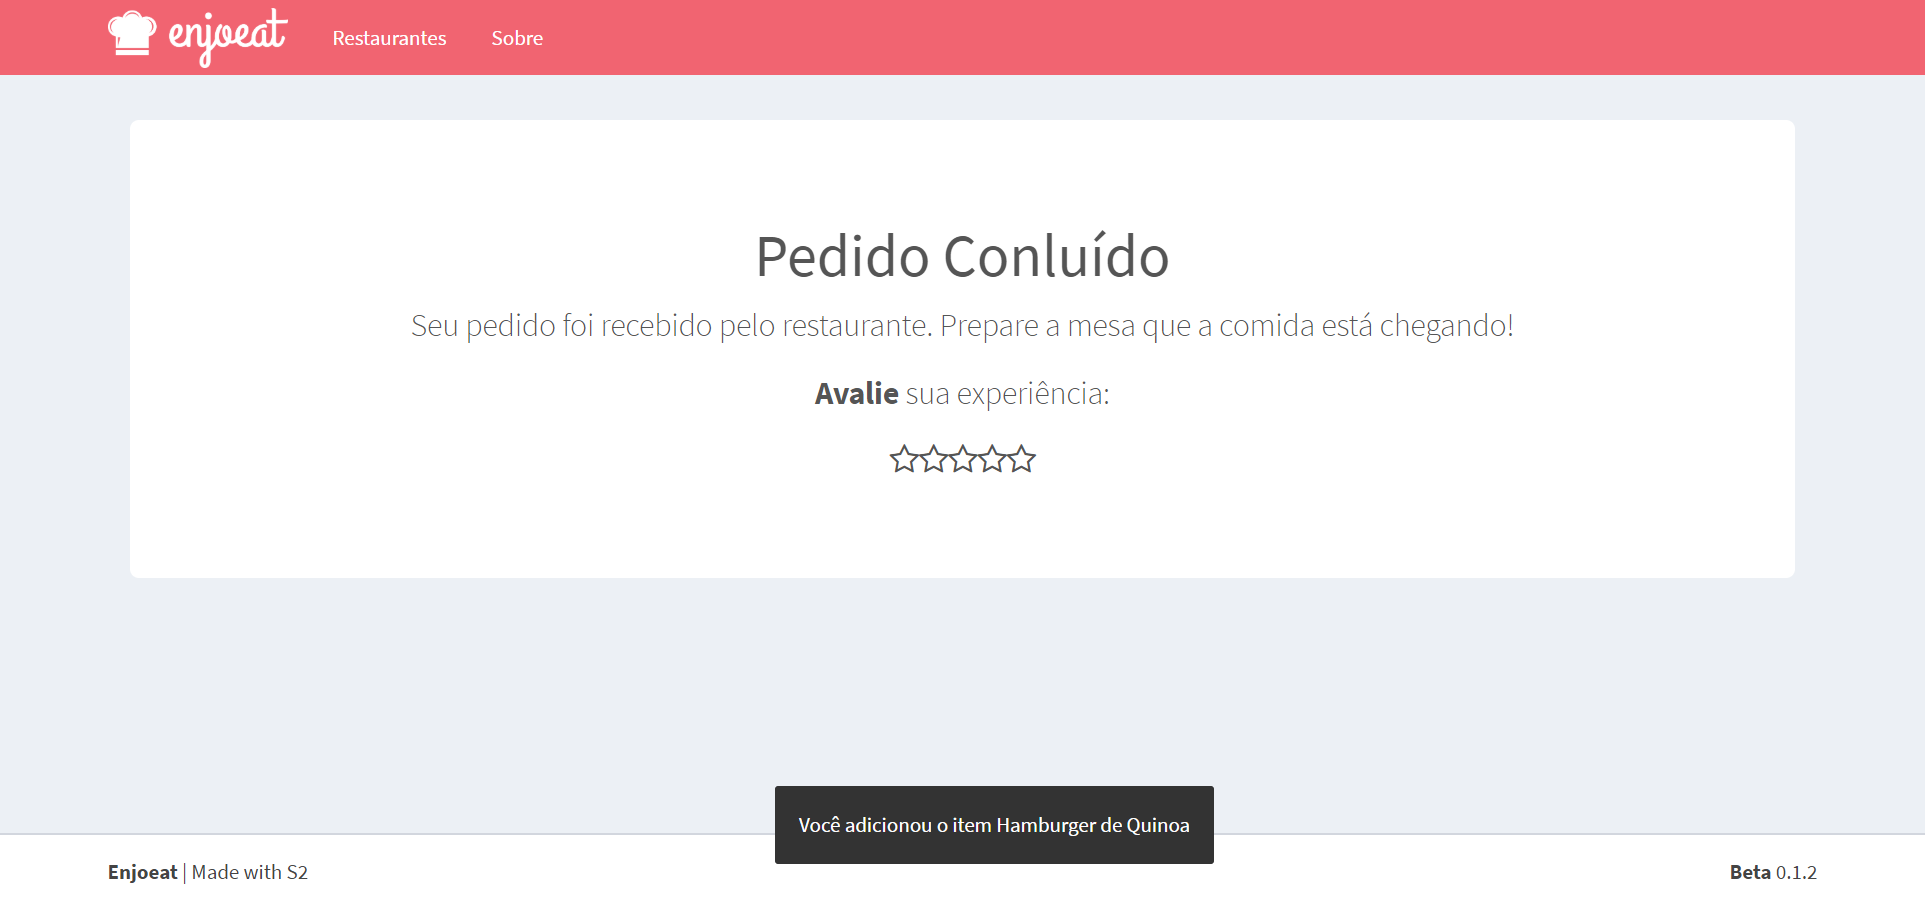 enjoeat
Restaurantes
Sobre
Pedido Conluído
Seu pedido foi recebido pelo restaurante. Prepare a mesa que a comida está chegando!
Avalie sua experiência:
Você adicionou o item Hamburger de Quinoa
Enjoeat | Made with S2
Beta 0.1.2